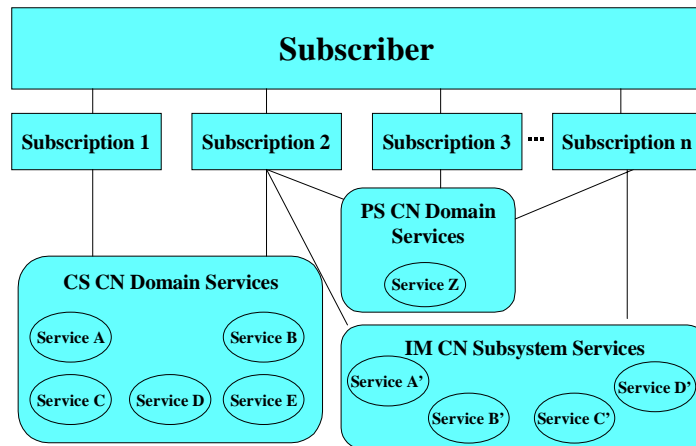 Subscriber
Subscription 1
Subscription 2
Subscription 3
...
Subscription n
PS CN Domain
Services
Service Z
CS CN Domain Services
Service A
Service B
Service C
Service D
Service E
IM CN Subsystem Services
Service A’
Service B’
Service C’
Service D’